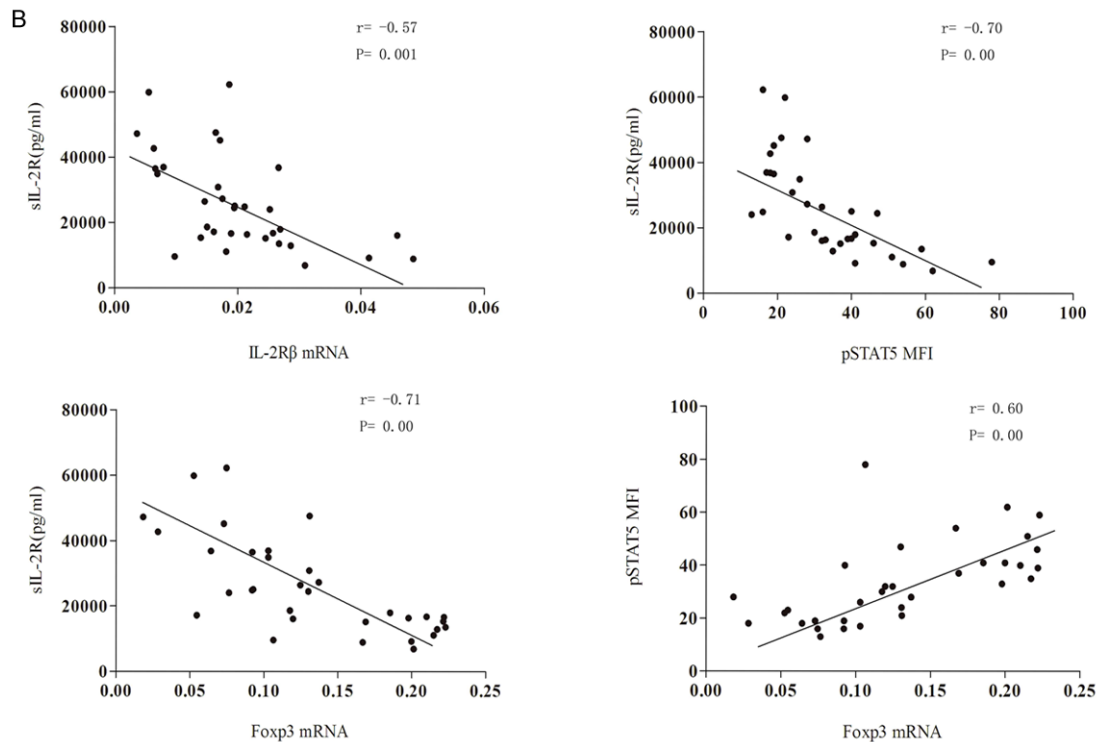 B
r= -0.57
P= 0.001
sIL-2R(pg/ml)
80000
60000
40000
20000
0
0.00 0.02 0.04 0.06
IL-2Rβ mRNA
r= -0.70
P= 0.00
sIL-2R(pg/ml)
80000
60000
40000
20000
0
0 20 40 60 80 100
pSTAT5 MFI
r= -0.71
P= 0.00
sIL-2R(pg/ml)
80000
60000
40000
20000
0
0.00 0.05 0.10 0.15 0.20 0.25
Foxp3 mRNA
r= 0.60
P= 0.00
pSTAT5 MFI
100
80
60
40
20
0
0.00 0.05 0.10 0.15 0.20 0.25
Foxp3 mRNA